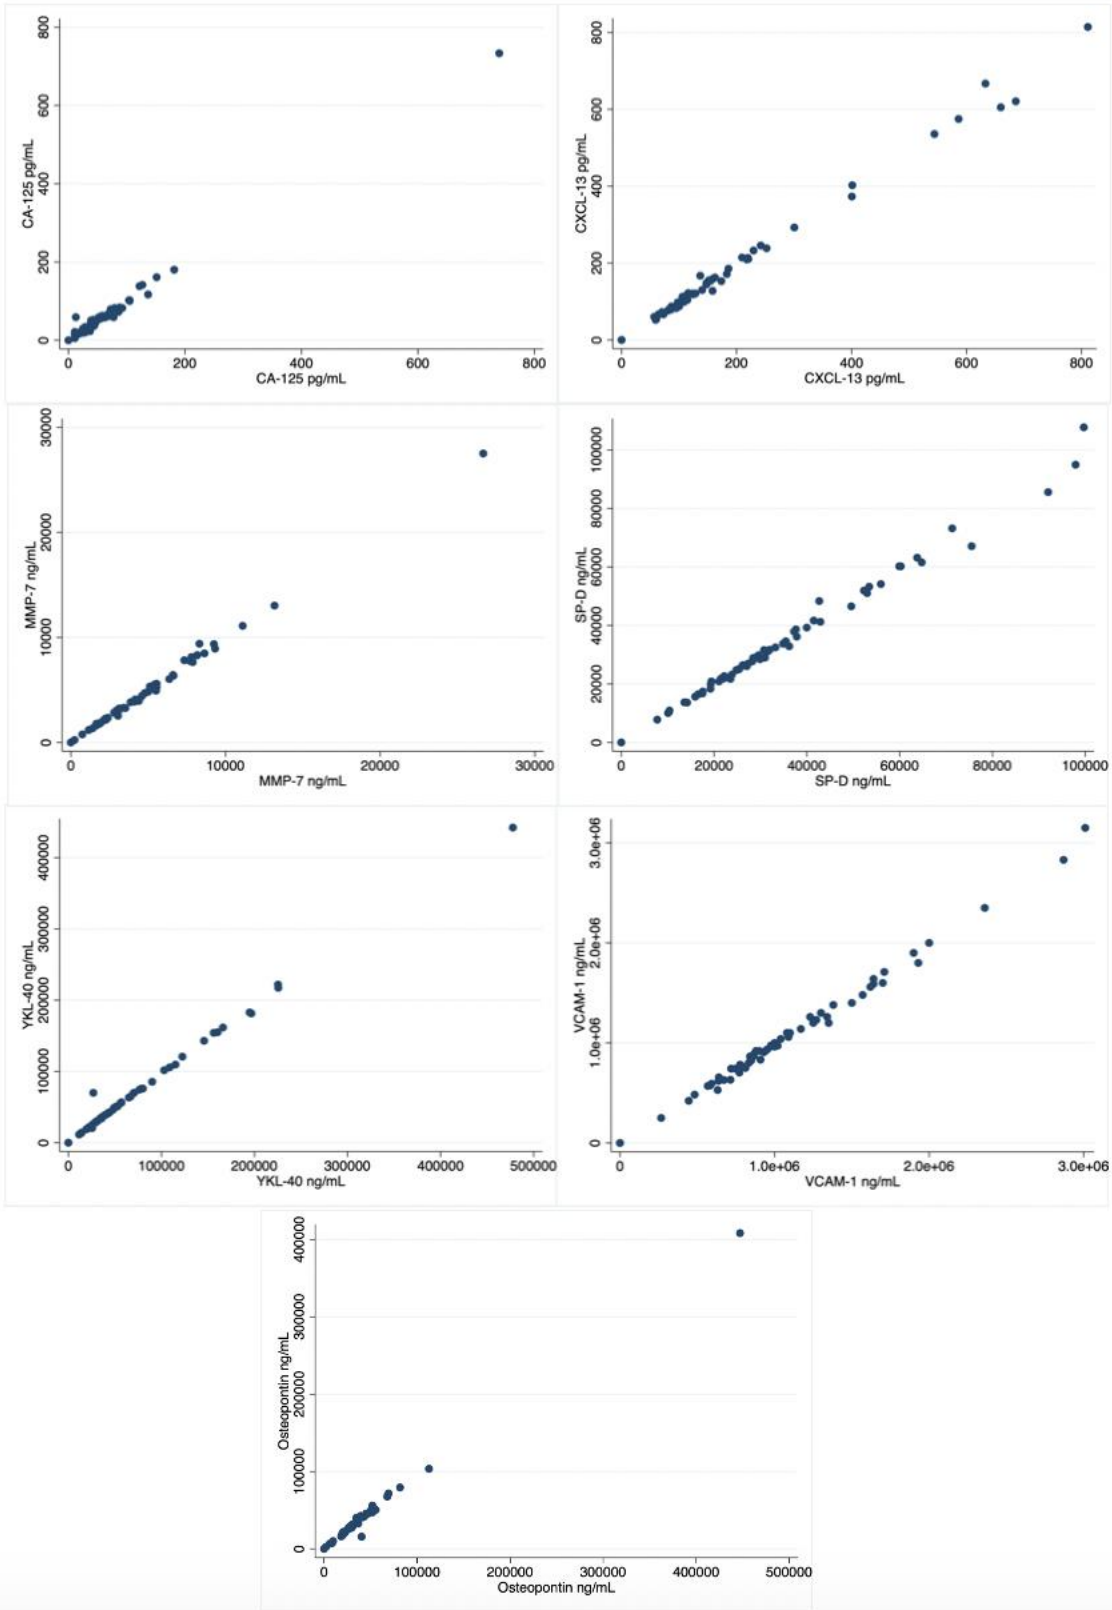 800
600
400
200
0
CA-125 pg/mL
0 200 400 600 800
CA-125 pg/mL
800
600
400
200
0
CXCL-13 pg/mL
0 200 400 600 800
CXCL-13 pg/mL
30000
20000
10000
0
MMP-7 ng/mL
0 10000 20000 30000
MMP-7 ng/mL
100000
80000
60000
40000
20000
0
SP-D ng/mL
0 20000 40000 60000 80000 100000
SP-D ng/mL
400000
300000
200000
100000
0
YKL-40 ng/mL
0 100000 200000 300000 400000 500000
YKL-40 ng/mL
3.0e+06
2.0e+06
1.0e+06
0
VCAM-1 ng/mL
0 1.0e+06 2.0e+06 3.0e+06
VCAM-1 ng/mL
400000
300000
200000
100000
0
Osteopontin ng/mL
0 100000 200000 300000 400000 500000
Osteopontin ng/mL